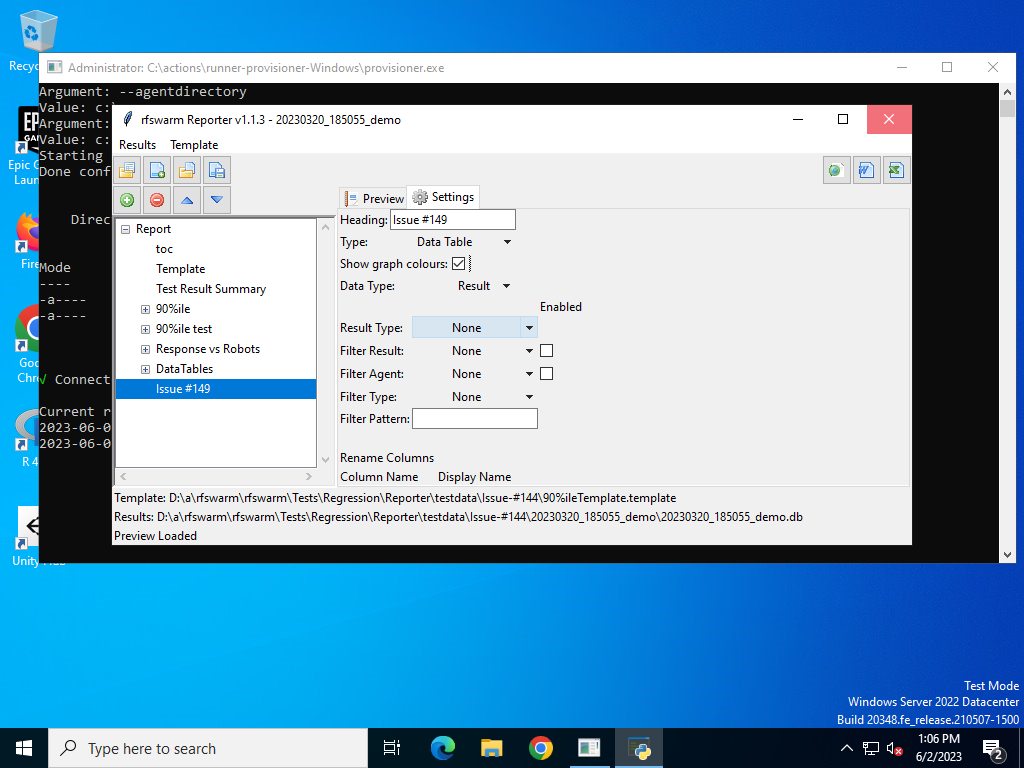 Recyc
Administrator: C:\actions\runner-provisioner-Windows\provisioner.exe
Argument: --agentdirectory
Value: c:\
Argument:
Value: c:
Starting
Done conf
Direc
Mode
----
-a----
-a----
√ Connect
Current r
2023-06-0
2023-06-0
Epic G
Laun
Fire
Goo
Chr
R 4
Unity Hub
rfswarm Reporter v1.1.3 - 20230320_185055_demo
Results Template
Preview Settings
Report
toc
Template
Test Result Summary
90%ile
90%ile test
Response vs Robots
DataTables
Issue #149
Heading: Issue #149
Type: Data Table
Show graph colours:
Data Type: Result
Enabled
Result Type: None
Filter Result: None
Filter Agent: None
Filter Type: None
Filter Pattern:
Rename Columns
Column Name Display Name
Template: D:\a\rfswarm\rfswarm\Tests\Regression\Reporter\testdata\Issue-#144\90%ileTemplate.template
Results: D:\a\rfswarm\rfswarm\Tests\Regression\Reporter\testdata\Issue-#144\20230320_185055_demo\20230320_185055_demo.db
Preview Loaded
Test Mode
Windows Server 2022 Datacenter
Build 20348.fe_release.210507-1500
Type here to search
1:06 PM
6/2/2023
2